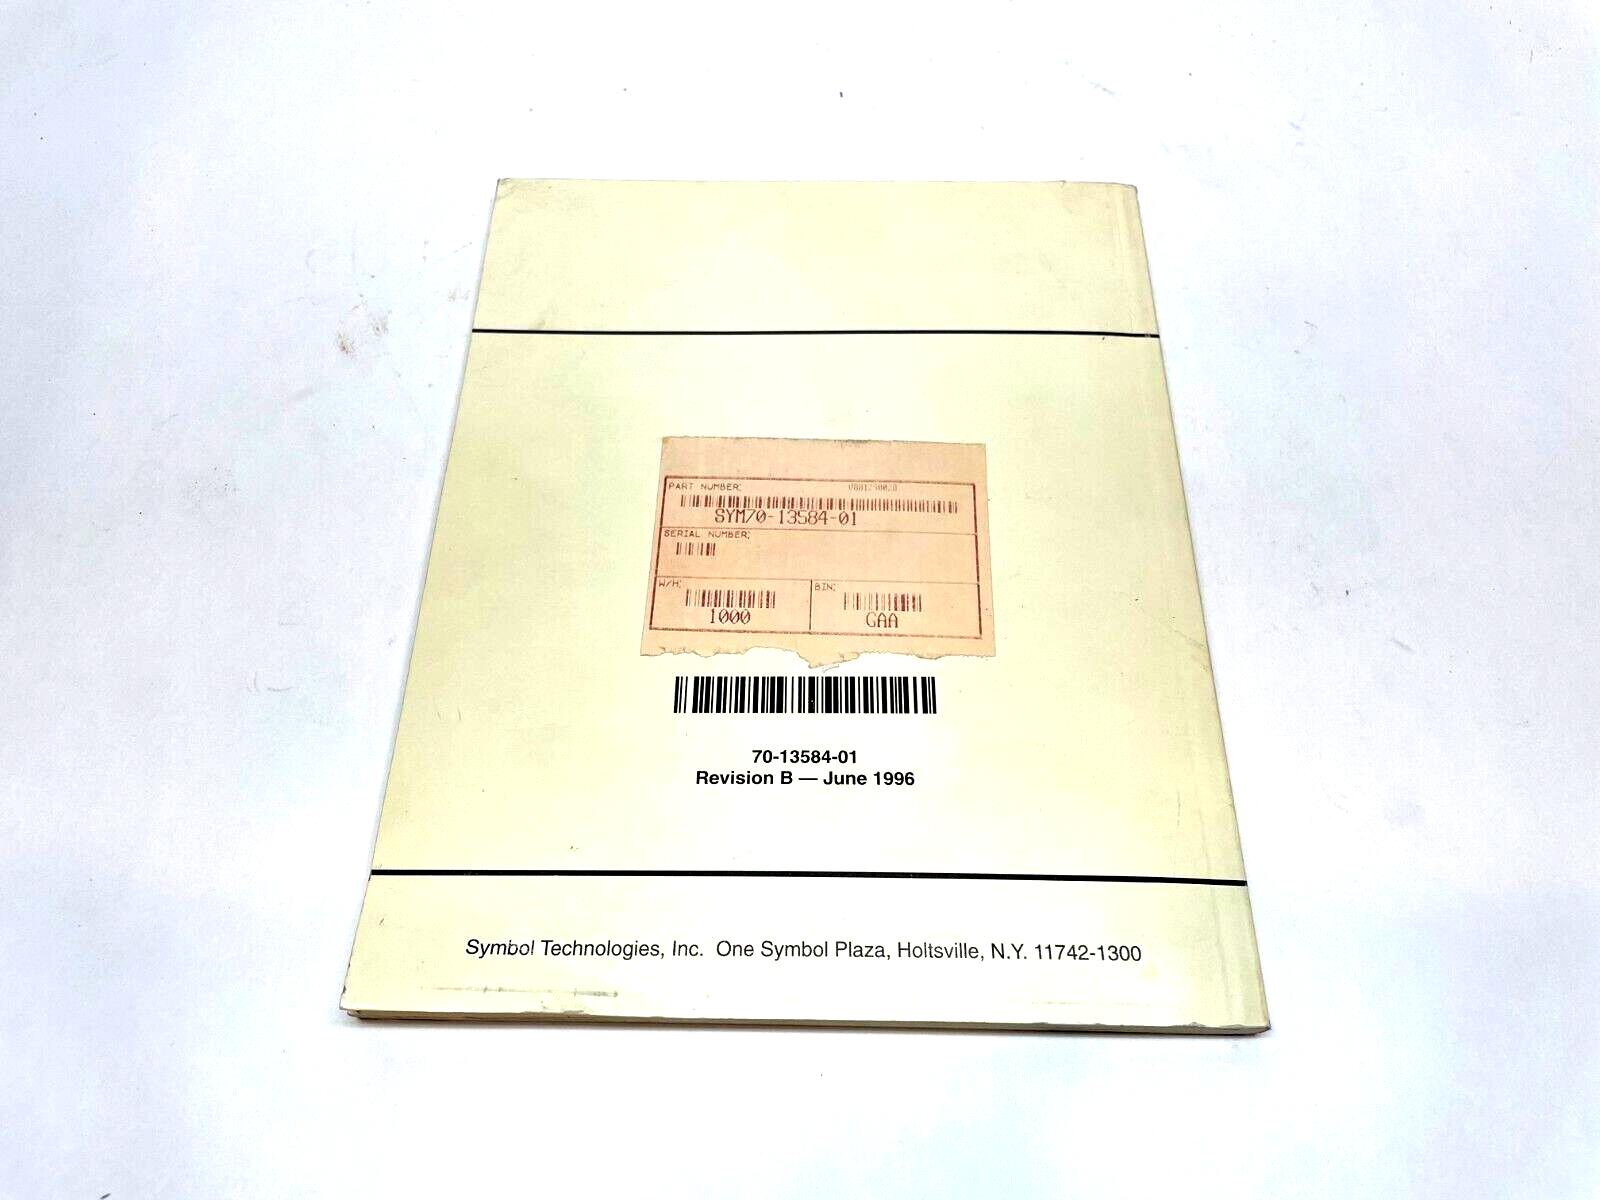 PART NUMBER:
SYM70-13584-01
SERIAL NUMBER:
W/H:
BIN:
1000
GAA
70-13584-01
Revision B — June 1996
Symbol Technologies, Inc. One Symbol Plaza, Holtsville, N.Y. 11742-1300